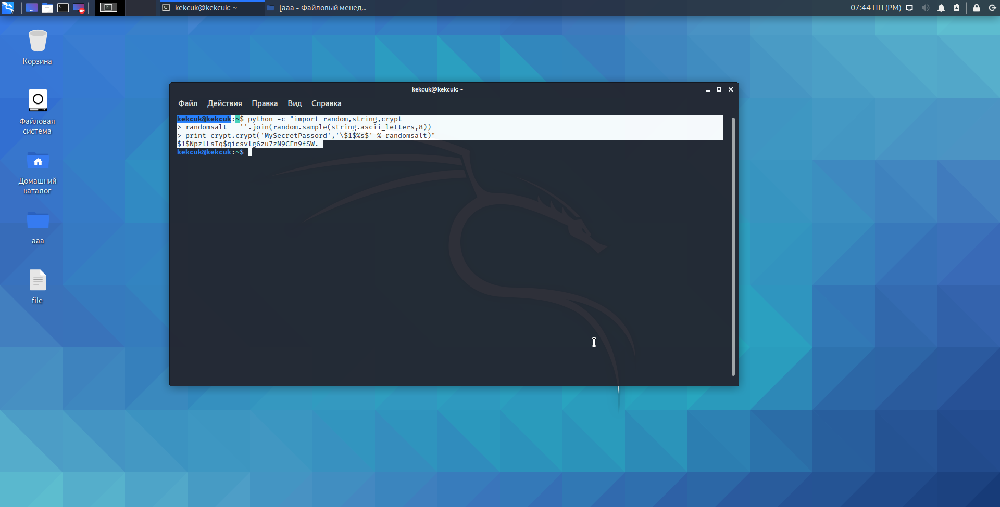 kekcuk@kekcuk: ~
[aaa - Файловый менед...
07:44 ПП (PM)
Корзина
Файловая
система
Домашний
каталог
aaa
file
kekcuk@kekcuk: ~
Файл Действия Правка Вид Справка
kekcuk@kekcuk:~$ python -c "import random,string,crypt
> randomsalt = ''.join(random.sample(string.ascii_letters,8))
> print crypt.crypt('MySecretPassord','\$1$%s$' % randomsalt)"
$1$NpzlLsIq$qicsvlg6zu7zN9CFn9fSW.
kekcuk@kekcuk:~$